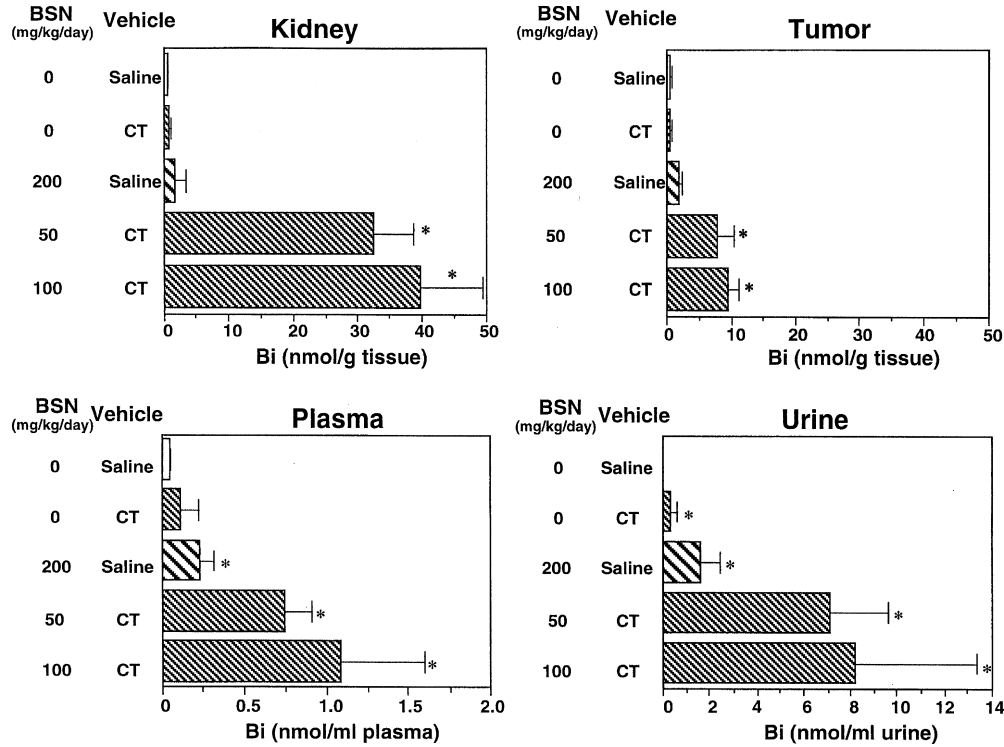 BSN Vehicle Kidney
(mg/kg/day)
0 Saline
0 CT
200 Saline
50 CT *
100 CT *
0 10 20 30 40 50
Bi (nmol/g tissue)
BSN Vehicle Tumor
(mg/kg/day)
0 Saline
0 CT
200 Saline
50 CT *
100 CT *
0 10 20 30 40 50
Bi (nmol/g tissue)
BSN Vehicle Plasma
(mg/kg/day)
0 Saline
0 CT
200 Saline *
50 CT *
100 CT *
0 0.5 1.0 1.5 2.0
Bi (nmol/ml plasma)
BSN Vehicle Urine
(mg/kg/day)
0 Saline
0 CT *
200 Saline *
50 CT *
100 CT *
0 2 4 6 8 10 12 14
Bi (nmol/ml urine)